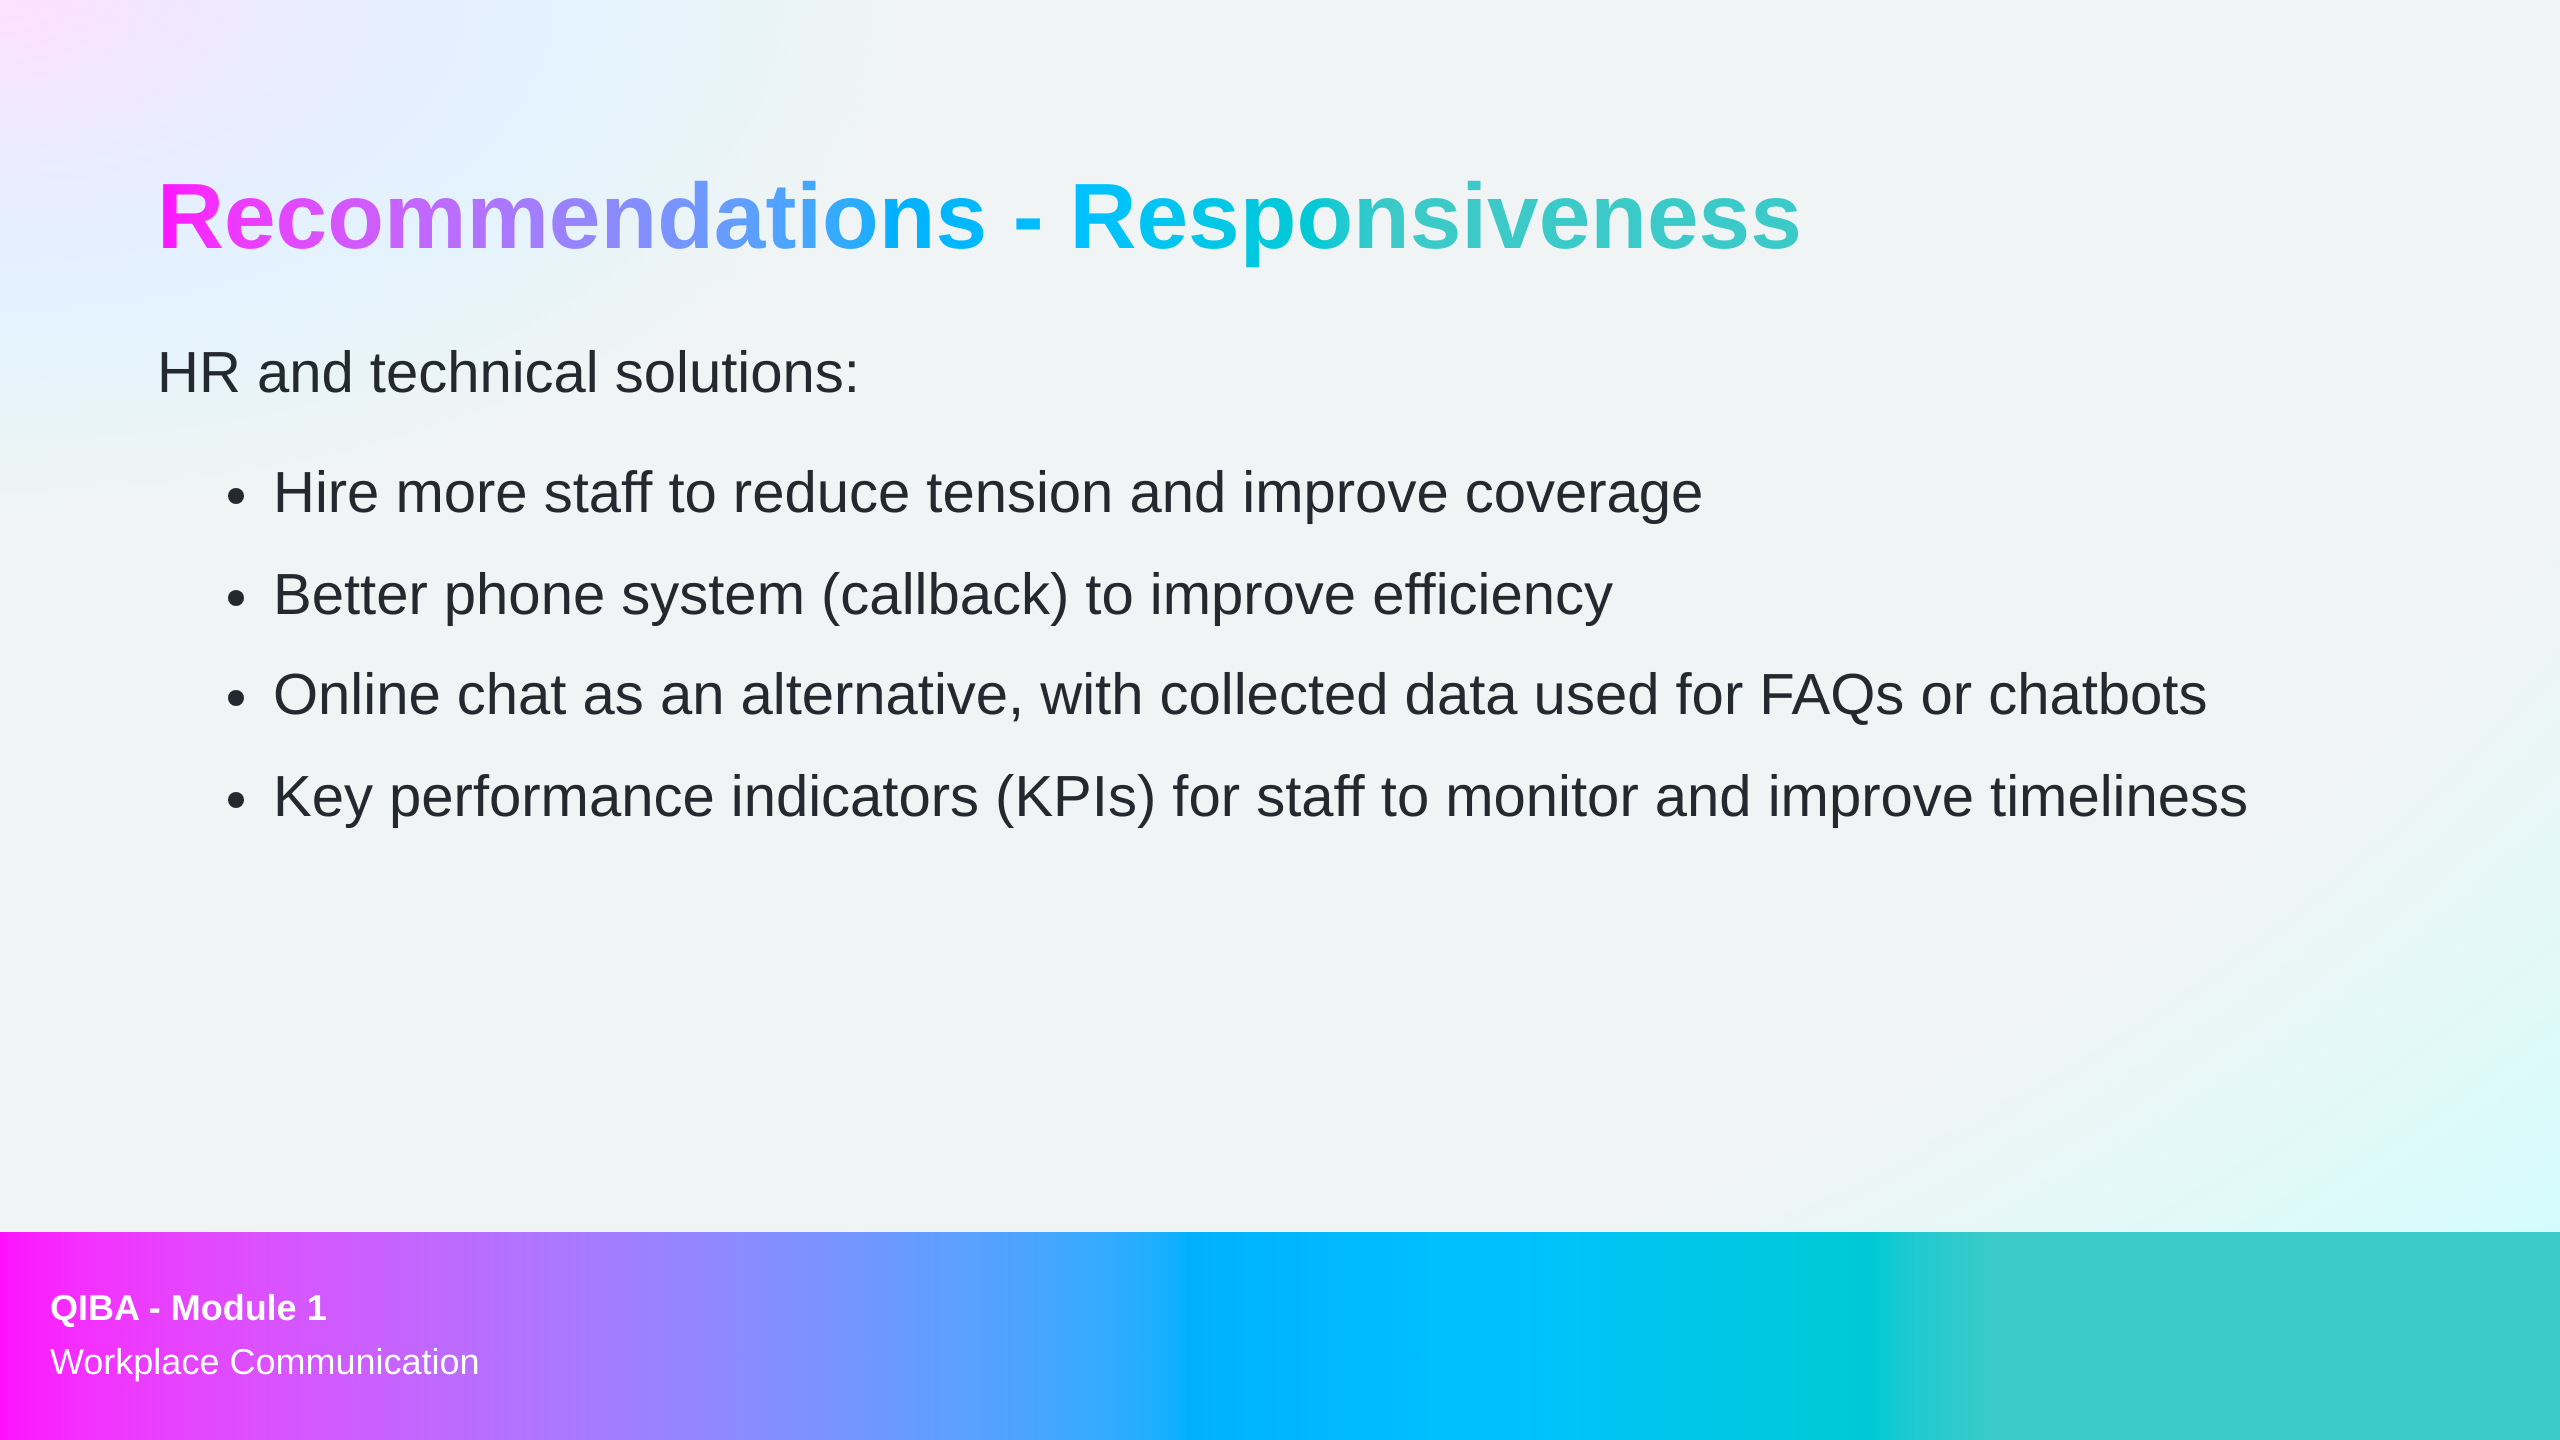 Recommendations - Responsiveness
HR and technical solutions:
• Hire more staff to reduce tension and improve coverage
• Better phone system (callback) to improve efficiency
• Online chat as an alternative, with collected data used for FAQs or chatbots
• Key performance indicators (KPIs) for staff to monitor and improve timeliness
QIBA - Module 1
Workplace Communication